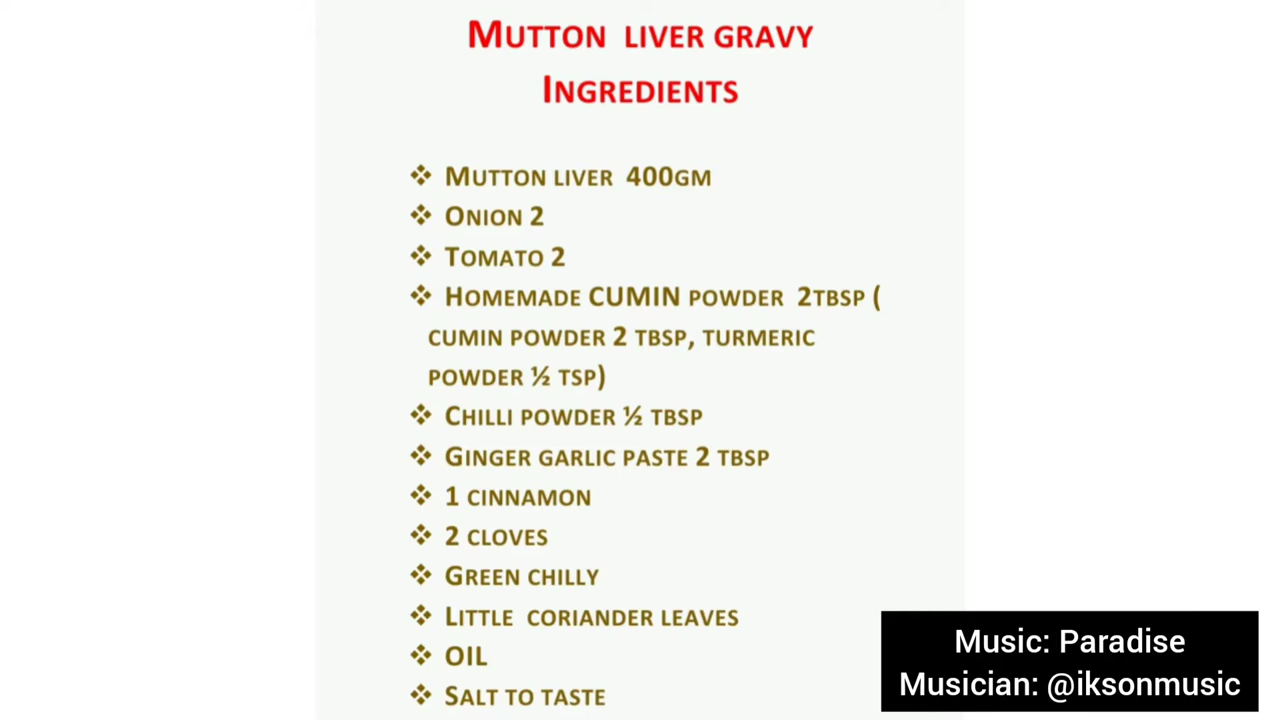 MUTTON LIVER GRAVY
INGREDIENTS
❖ MUTTON LIVER 400GM
❖ ONION 2
❖ TOMATO 2
❖ HOMEMADE CUMIN POWDER 2TBSP (
CUMIN POWDER 2 TBSP, TURMERIC
POWDER ½ TSP)
❖ CHILLI POWDER ½ TBSP
❖ GINGER GARLIC PASTE 2 TBSP
❖ 1 CINNAMON
❖ 2 CLOVES
❖ GREEN CHILLY
❖ LITTLE CORIANDER LEAVES
❖ OIL
❖ SALT TO TASTE
Music: Paradise
Musician: @iksonmusic